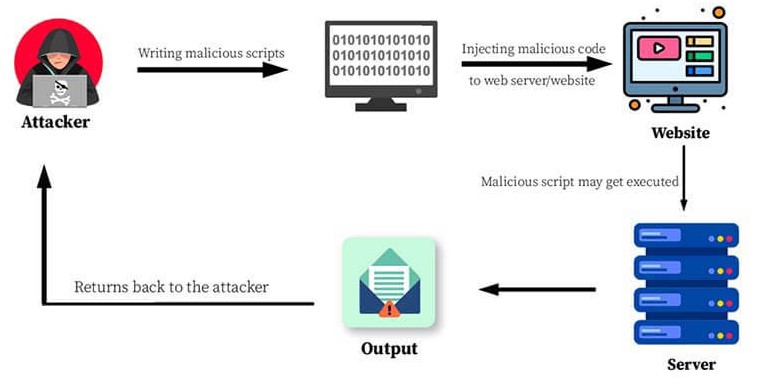 Writing malicious scripts
0101010101010
0101010101010
0101010101010
Injecting malicious code
to web server/website
Attacker
Website
Malicious script may get executed
Returns back to the attacker
Output
Server